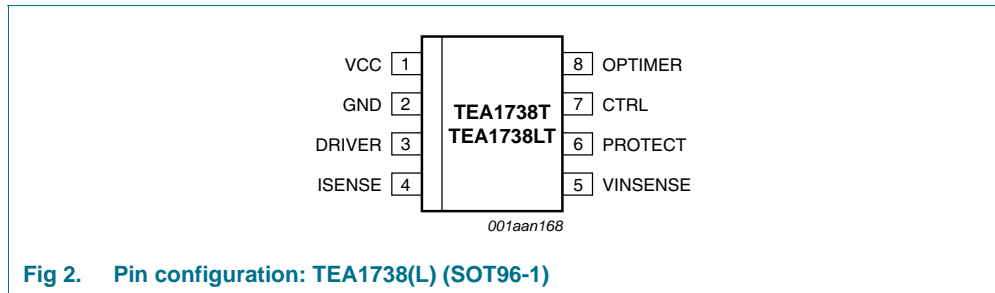 VCC 1
GND 2
DRIVER 3
ISENSE 4
TEA1738T
TEA1738LT
8 OPTIMER
7 CTRL
6 PROTECT
5 VINSENSE
001aan168
Fig 2. Pin configuration: TEA1738(L) (SOT96-1)